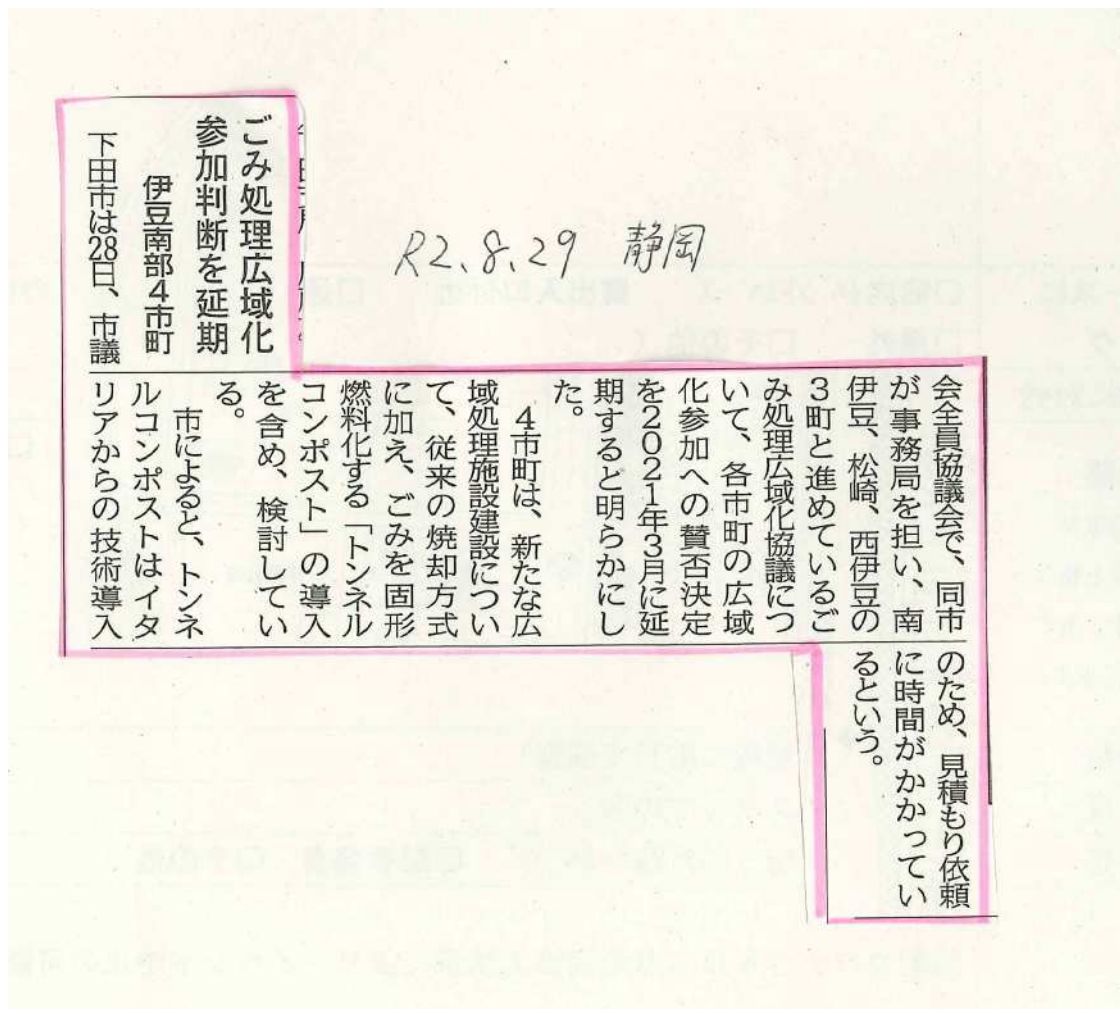 R2.8.29 静岡
ごみ処理広域化
参加判断を延期
伊豆南部4市町
下田市は28日、市議
会全員協議会で、同市
が事務局を担い、南
伊豆、松崎、西伊豆の
3町と進めているご
み処理広域化協議につ
いて、各市町の広域
化参加への賛否決定
を2021年3月に延
期すると明らかにし
た。
4市町は、新たな広
域処理施設建設につい
て、従来の焼却方式
に加え、ごみを固形
燃料化する「トンネル
コンポスト」の導入
を含め、検討してい
る。
市によると、トンネ
ルコンポストはイタ
リアからの技術導入
のため、見積もり依頼
に時間がかかってい
るという。